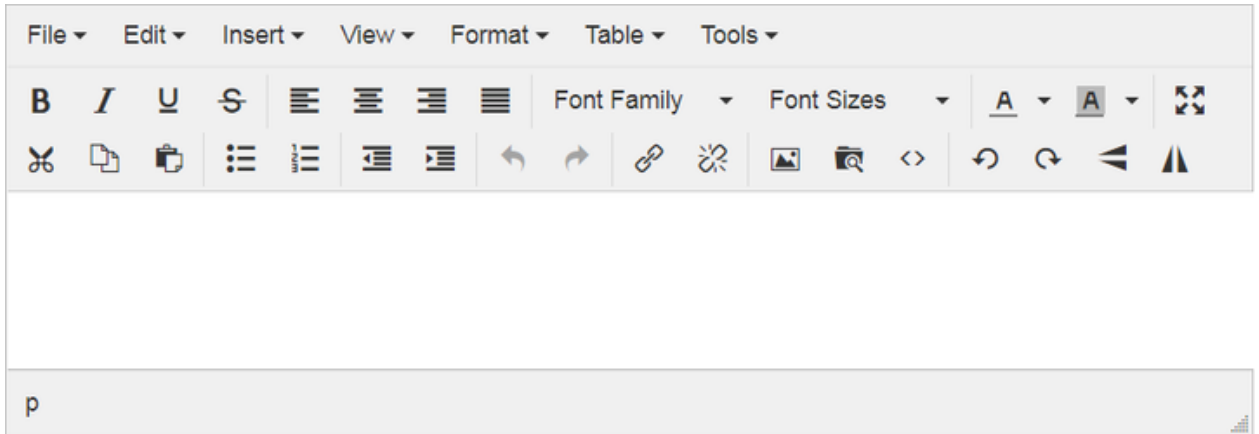 File Edit Insert View Format Table Tools
B I U S Font Family Font Sizes A A
p